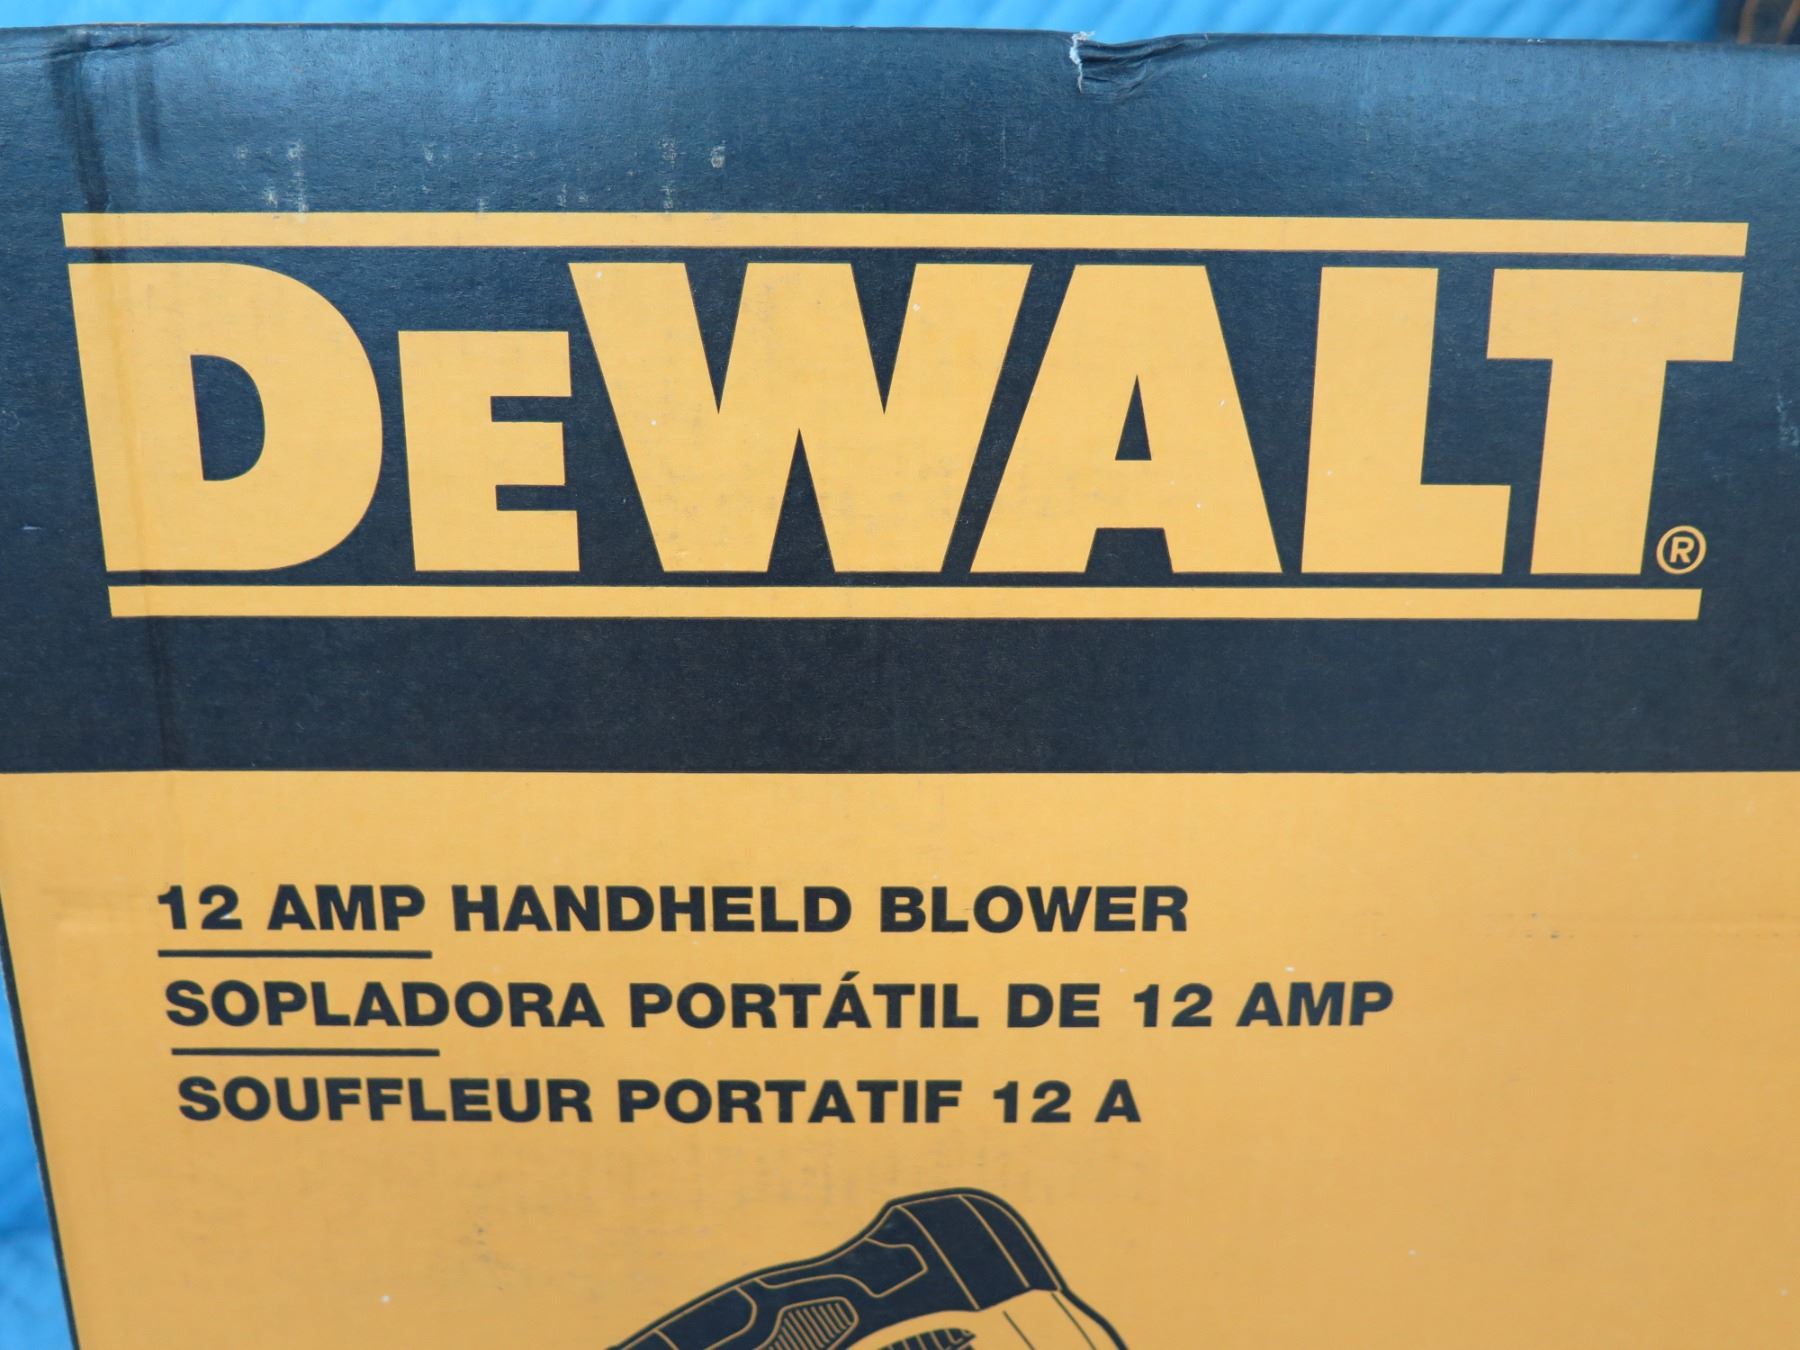 DEWALT®
12 AMP HANDHELD BLOWER
SOPLADORA PORTÁTIL DE 12 AMP
SOUFFLEUR PORTATIF 12 A